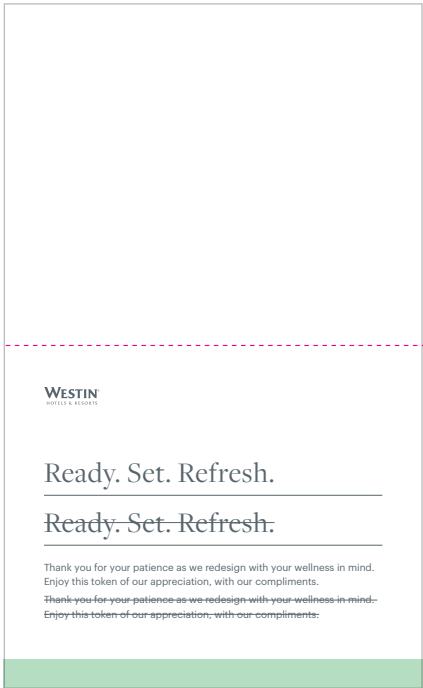 WESTIN
HOTELS & RESORTS
Ready. Set. Refresh.
Ready. Set. Refresh.
Thank you for your patience as we redesign with your wellness in mind.
Enjoy this token of our appreciation, with our compliments.
Thank you for your patience as we redesign with your wellness in mind.
Enjoy this token of our appreciation, with our compliments.